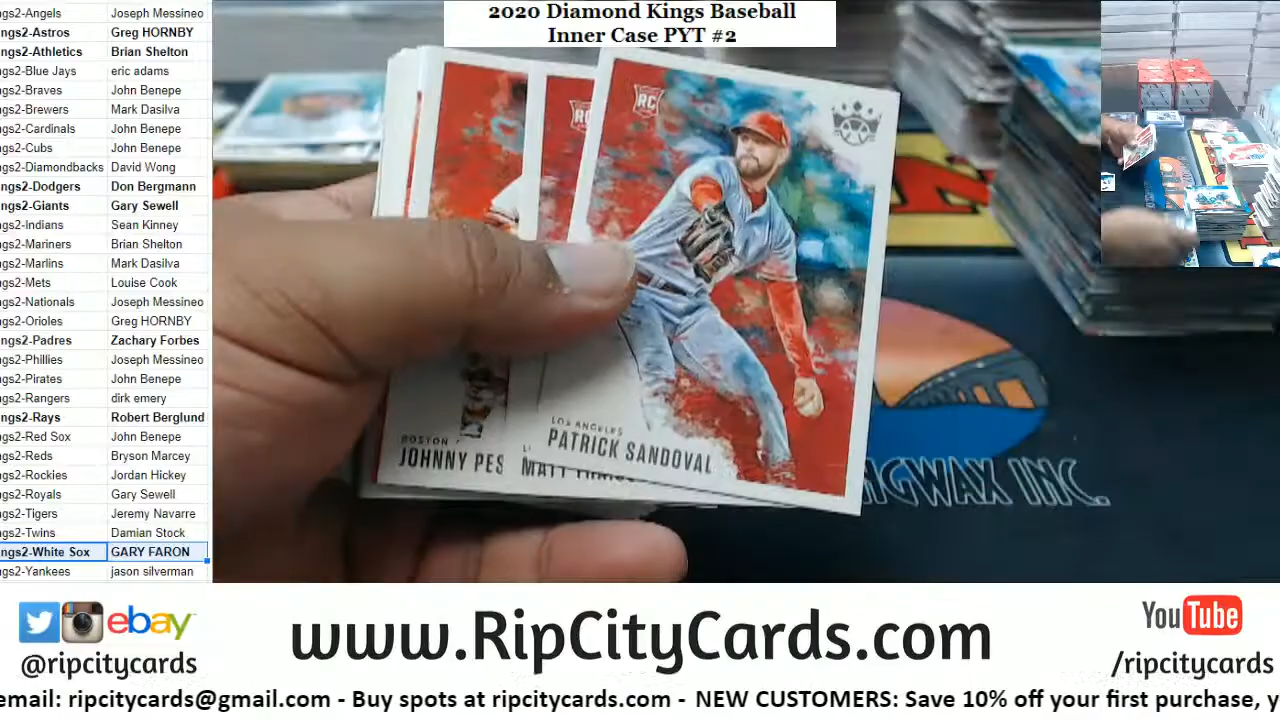 2020 Diamond Kings Baseball
Inner Case PYT #2
ngs2-Angels Joseph Messineo
ngs2-Astros Greg HORNBY
ngs2-Athletics Brian Shelton
ngs2-Blue Jays eric adams
ngs2-Braves John Benepe
ngs2-Brewers Mark Dasilva
ngs2-Cardinals John Benepe
ngs2-Cubs John Benepe
ngs2-Diamondbacks David Wong
ngs2-Dodgers Don Bergmann
ngs2-Giants Gary Sewell
ngs2-Indians Sean Kinney
ngs2-Mariners Brian Shelton
ngs2-Marlins Mark Dasilva
ngs2-Mets Louise Cook
ngs2-Nationals Joseph Messineo
ngs2-Orioles Greg HORNBY
ngs2-Padres Zachary Forbes
ngs2-Phillies Joseph Messineo
ngs2-Pirates John Benepe
ngs2-Rangers dirk emery
ngs2-Rays Robert Berglund
ngs2-Red Sox John Benepe
ngs2-Reds Bryson Marcey
ngs2-Rockies Jordan Hickey
ngs2-Royals Gary Sewell
ngs2-Tigers Jeremy Navarre
ngs2-Twins Damian Stock
ngs2-White Sox GARY FARON
ngs2-Yankees jason silverman
RC
RC
DK
LOS ANGELES
PATRICK SANDOVAL
BOSTON
JOHNNY PES
MATT
NGWAX INC.
ebay
@ripcitycards
www.RipCityCards.com
YouTube
/ripcitycards
email: ripcitycards@gmail.com - Buy spots at ripcitycards.com - NEW CUSTOMERS: Save 10% off your first purchase, y